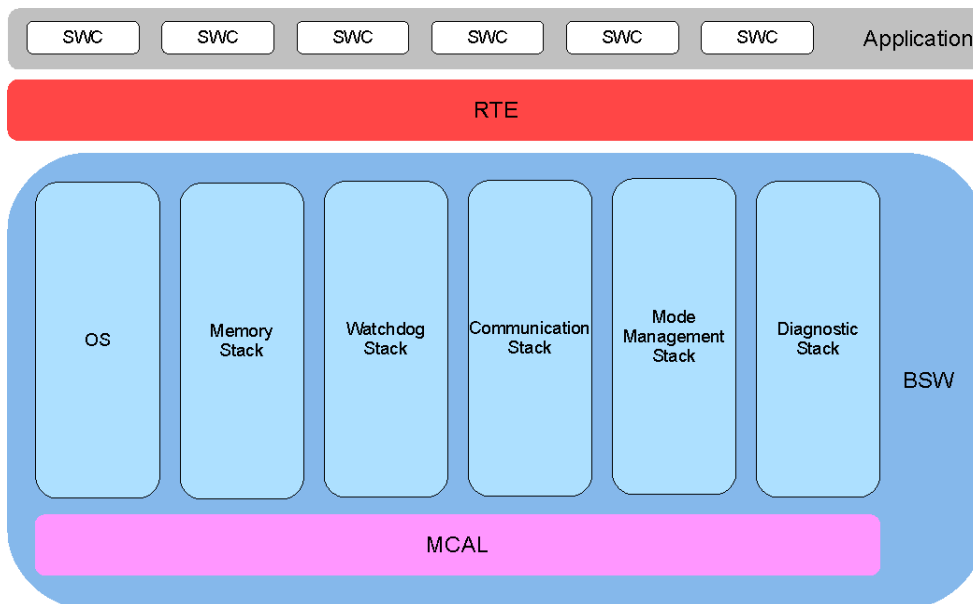 SWC
SWC
SWC
SWC
SWC
SWC
Application
RTE
OS
Memory
Stack
Watchdog
Stack
Communication
Stack
Mode
Management
Stack
Diagnostic
Stack
BSW
MCAL